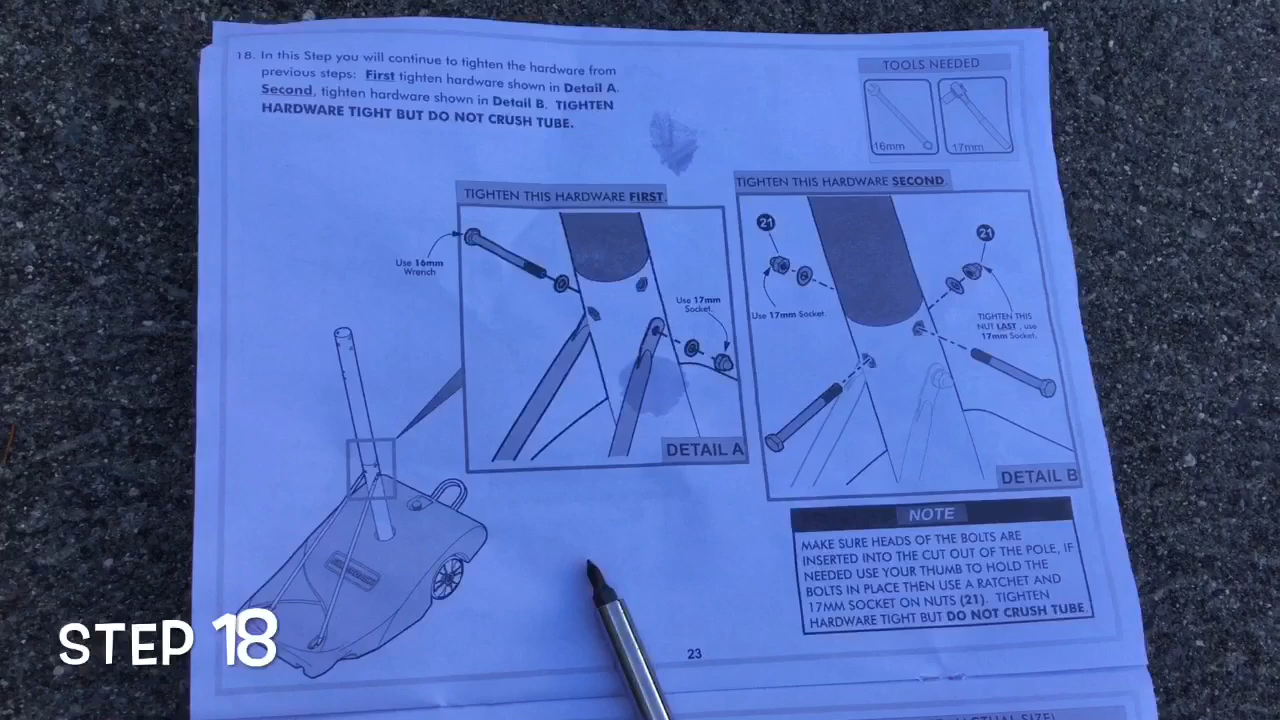 18. In this Step you will continue to tighten the hardware from
previous steps: First tighten hardware shown in Detail A.
Second, tighten hardware shown in Detail B. TIGHTEN
HARDWARE TIGHT BUT DO NOT CRUSH TUBE.
TOOLS NEEDED
16mm
17mm
TIGHTEN THIS HARDWARE FIRST.
Use 16mm
Wrench
Use 17mm
Socket.
DETAIL A
TIGHTEN THIS HARDWARE SECOND.
21
21
Use 17mm Socket.
TIGHTEN THIS
NUT LAST , use
17mm Socket.
DETAIL B
NOTE
MAKE SURE HEADS OF THE BOLTS ARE
INSERTED INTO THE CUT OUT OF THE POLE, IF
NEEDED USE YOUR THUMB TO HOLD THE
BOLTS IN PLACE THEN USE A RATCHET AND
17MM SOCKET ON NUTS (21). TIGHTEN
HARDWARE TIGHT BUT DO NOT CRUSH TUBE.
STEP 18
23
(ACTUAL SIZE)